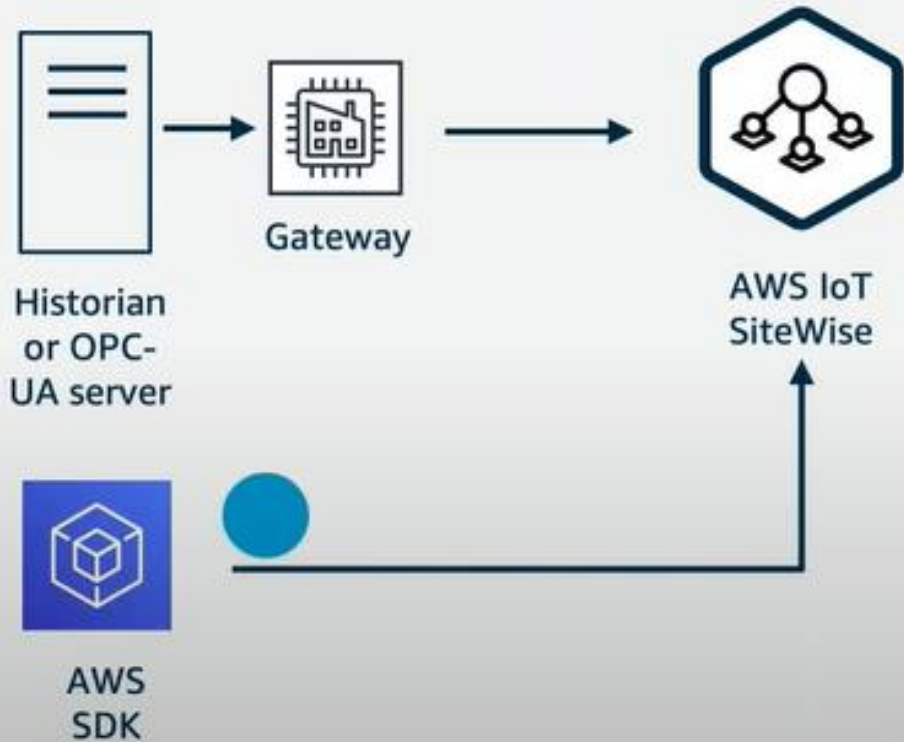 Gateway
Historian
or OPC-
UA server
AWS IoT
SiteWise
AWS
SDK